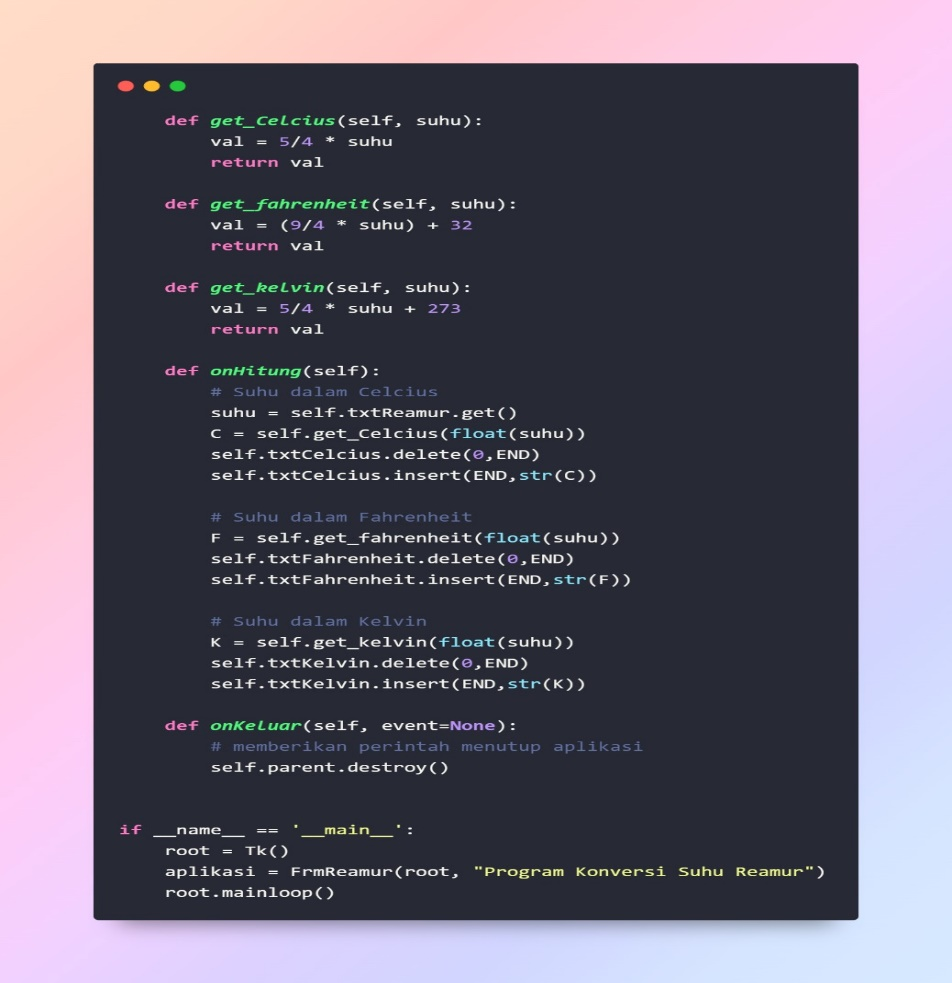 def get_Celcius(self, suhu):
val = 5/4 * suhu
return val
def get_fahrenheit(self, suhu):
val = (9/4 * suhu) + 32
return val
def get_kelvin(self, suhu):
val = 5/4 * suhu + 273
return val
def onHitung(self):
# Suhu dalam Celcius
suhu = self.txtReamur.get()
C = self.get_Celcius(float(suhu))
self.txtCelcius.delete(0,END)
self.txtCelcius.insert(END,str(C))
# Suhu dalam Fahrenheit
F = self.get_fahrenheit(float(suhu))
self.txtFahrenheit.delete(0,END)
self.txtFahrenheit.insert(END,str(F))
# Suhu dalam Kelvin
K = self.get_kelvin(float(suhu))
self.txtKelvin.delete(0,END)
self.txtKelvin.insert(END,str(K))
def onKeluar(self, event=None):
# memberikan perintah menutup aplikasi
self.parent.destroy()
if __name__ == '__main__':
root = Tk()
aplikasi = FrmReamur(root, "Program Konversi Suhu Reamur")
root.mainloop()